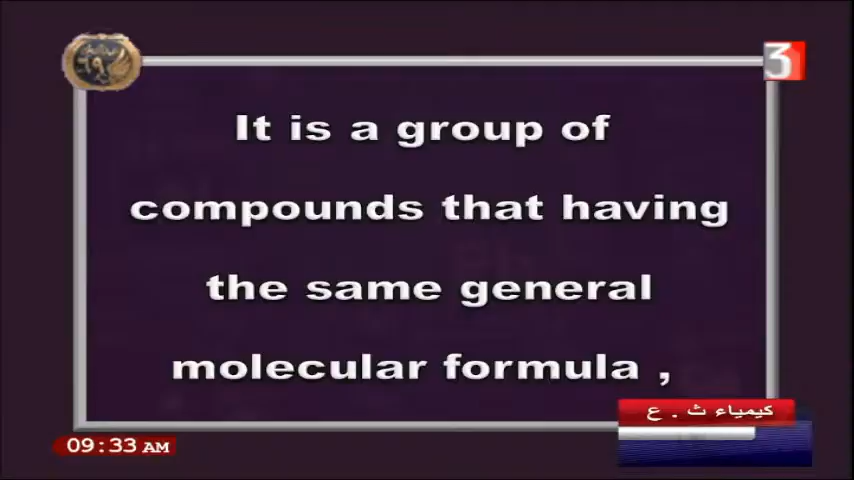 3
It is a group of
compounds that having
the same general
molecular formula ,
كيمياء ث . ع
09:33 AM